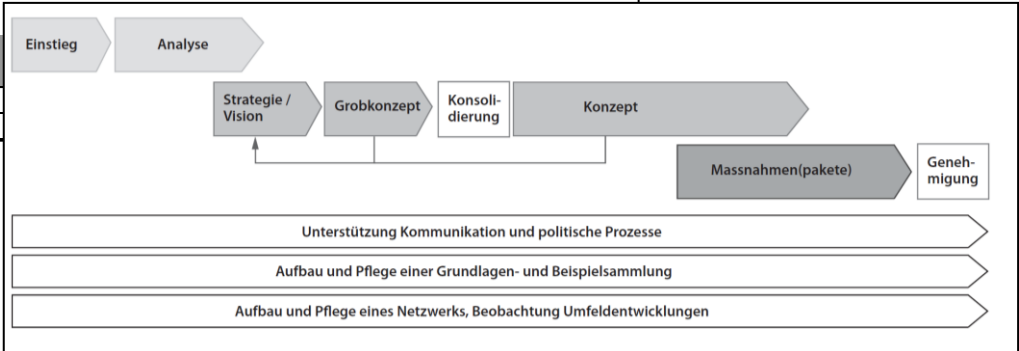 Einstieg
Analyse
Strategie /
Vision
Grobkonzept
Konsoli-
dierung
Konzept
Massnahmen(pakete)
Geneh-
migung
Unterstützung Kommunikation und politische Prozesse
Aufbau und Pflege einer Grundlagen- und Beispielsammlung
Aufbau und Pflege eines Netzwerks, Beobachtung Umfeldentwicklungen